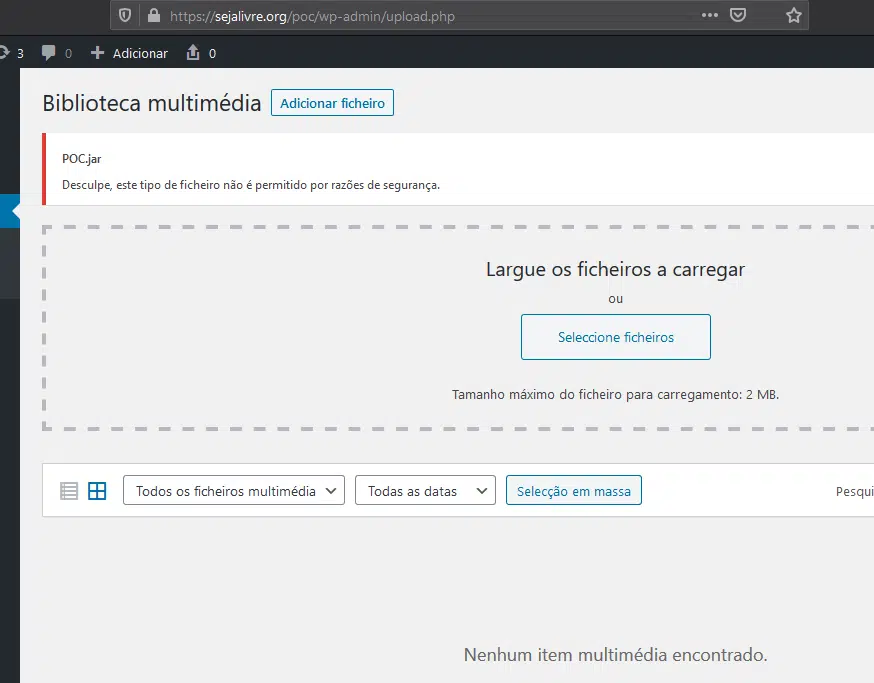 https://sejalivre.org/poc/wp-admin/upload.php
3 0 Adicionar 0
Biblioteca multimédia Adicionar ficheiro
POC.jar
Desculpe, este tipo de ficheiro não é permitido por razões de segurança.
Largue os ficheiros a carregar
ou
Seleccione ficheiros
Tamanho máximo do ficheiro para carregamento: 2 MB.
Todos os ficheiros multimédia Todas as datas Selecção em massa Pesqui
Nenhum item multimédia encontrado.